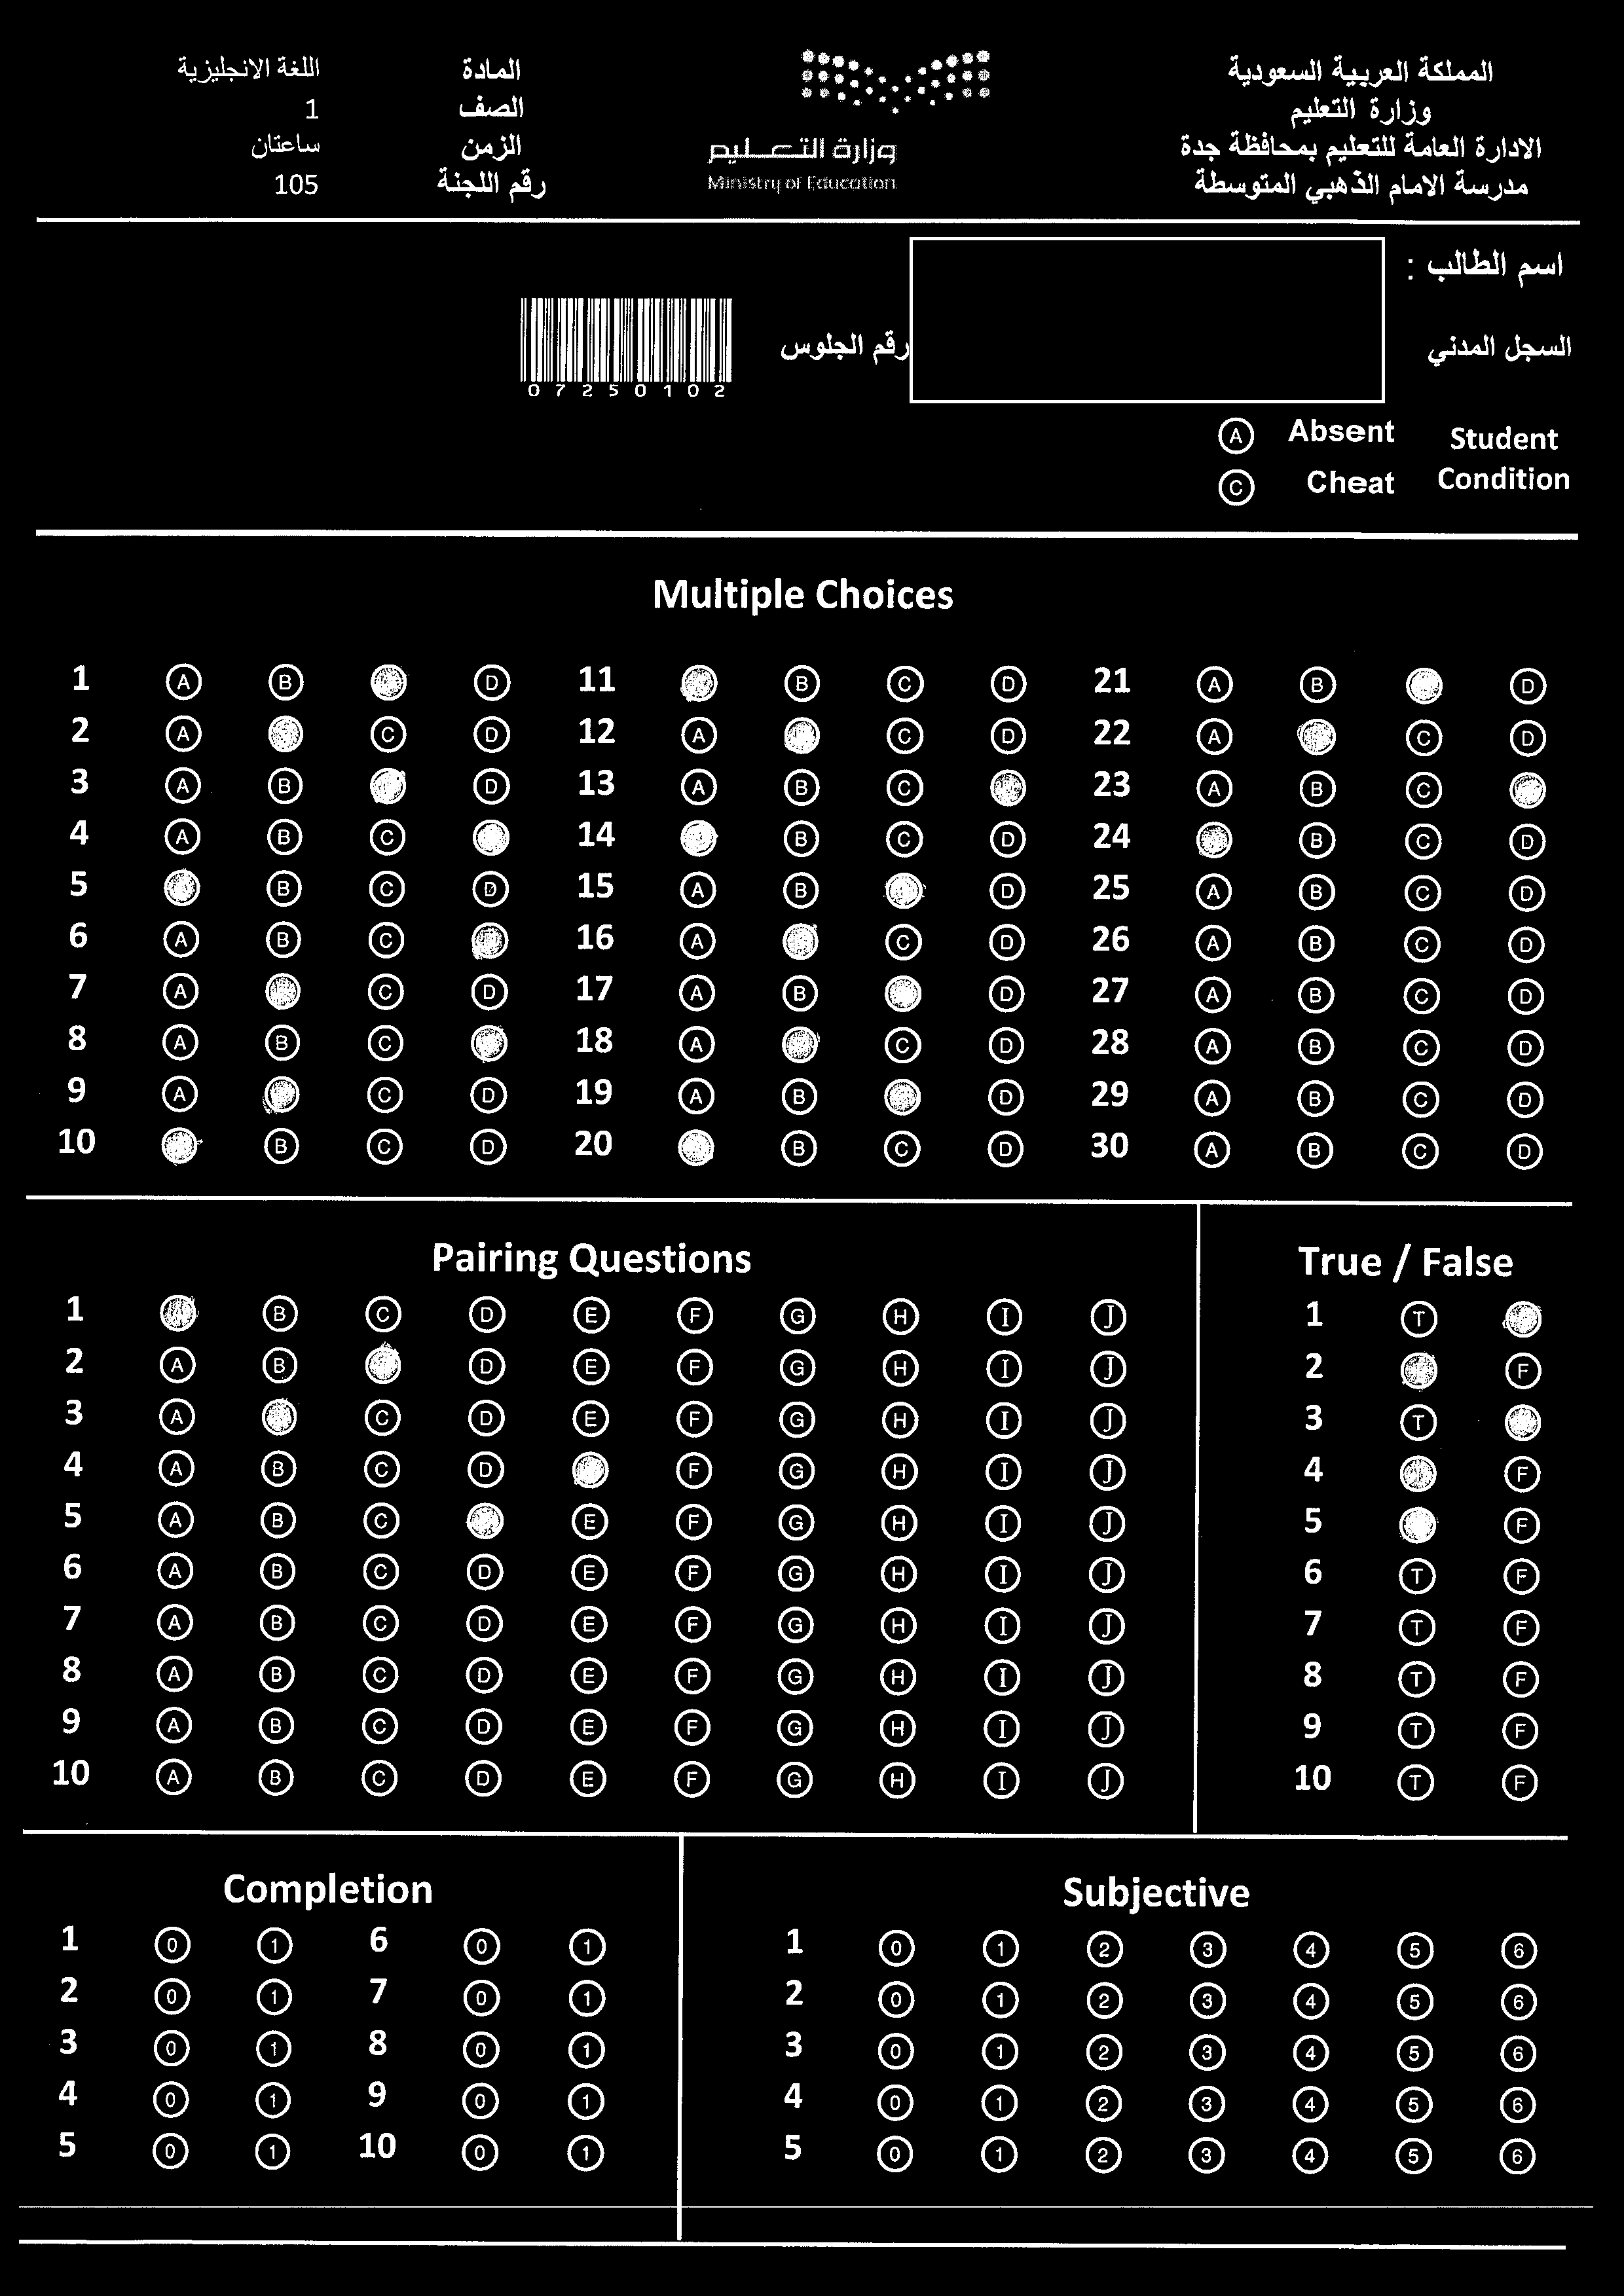 المملكة العربية السعودية
وزارة التعليم
الادارة العامة للتعليم بمحافظة جدة
مدرسة الامام الذهبي المتوسطة
وزارة التعليم
Ministry of Education
المادة اللغة الانجليزية
الصف 1
الزمن ساعتان
رقم اللجنة 105
اسم الطالب :
السجل المدني
رقم الجلوس
07250102
Student Condition
A Absent
C Cheat
Multiple Choices
1 A B D 11 B C D 21 A B D
2 A C D 12 A C D 22 A C D
3 A B D 13 A B C 23 A B C
4 A B C 14 B C D 24 B C D
5 B C D 15 A B D 25 A B C D
6 A B C 16 A C D 26 A B C D
7 A C D 17 A B D 27 A B C D
8 A B C 18 A C D 28 A B C D
9 A C D 19 A B D 29 A B C D
10 B C D 20 B C D 30 A B C D
Pairing Questions
1 B C D E F G H I J
2 A B D E F G H I J
3 A C D E F G H I J
4 A B C D F G H I J
5 A B C E F G H I J
6 A B C D E F G H I J
7 A B C D E F G H I J
8 A B C D E F G H I J
9 A B C D E F G H I J
10 A B C D E F G H I J
True / False
1 T
2 F
3 T
4 F
5 F
6 T F
7 T F
8 T F
9 T F
10 T F
Completion
1 0 1 6 0 1
2 0 1 7 0 1
3 0 1 8 0 1
4 0 1 9 0 1
5 0 1 10 0 1
Subjective
1 0 1 2 3 4 5 6
2 0 1 2 3 4 5 6
3 0 1 2 3 4 5 6
4 0 1 2 3 4 5 6
5 0 1 2 3 4 5 6